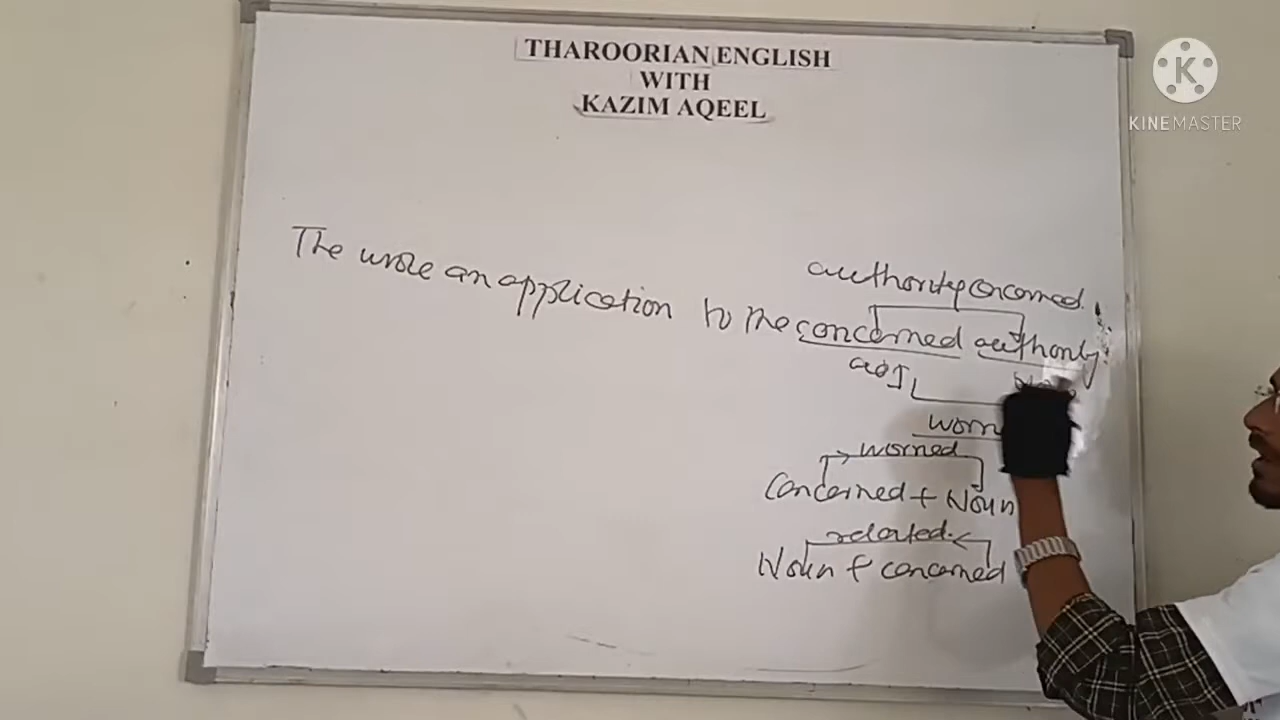 THAROORIAN ENGLISH
WITH
KAZIM AQEEL
KINEMASTER
authority concerned.
The wrote an application to the concerned authority.
adj
worried
Concerned + Noun
related.
Noun + concerned